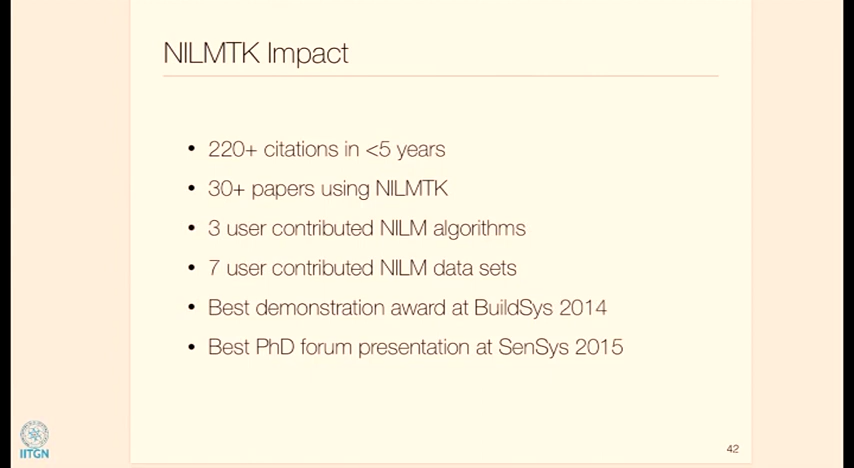 NILMTK Impact
• 220+ citations in <5 years
• 30+ papers using NILMTK
• 3 user contributed NILM algorithms
• 7 user contributed NILM data sets
• Best demonstration award at BuildSys 2014
• Best PhD forum presentation at SenSys 2015
IITGN
42